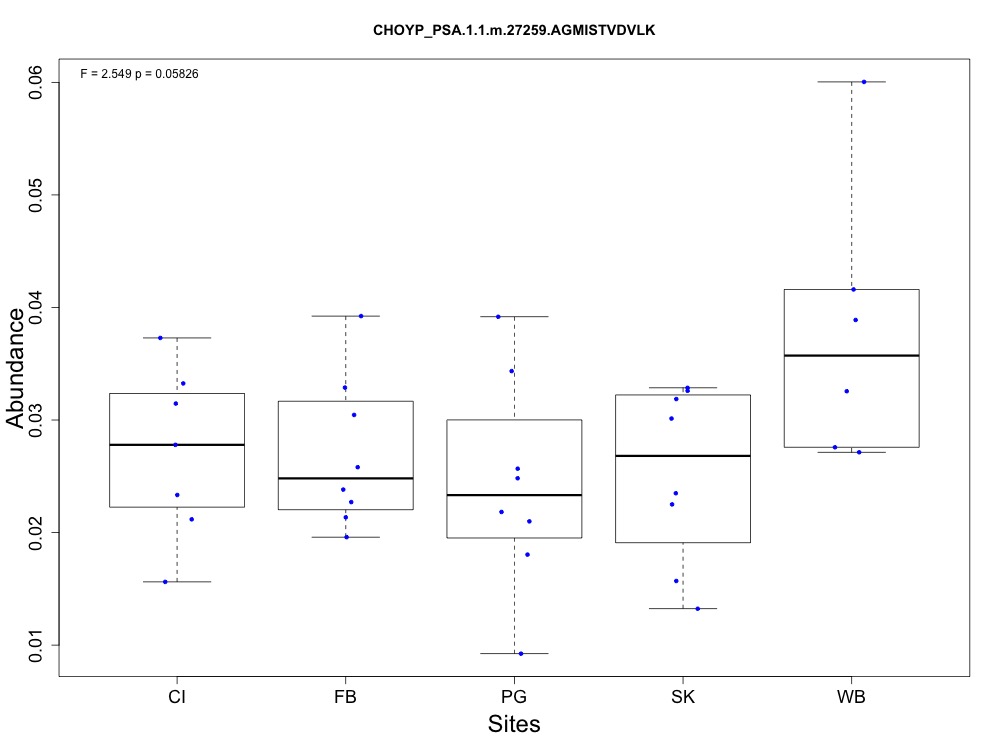 CHOYP_PSA.1.1.m.27259.AGMISTVDVLK
F = 2.549 p = 0.05826
0.06
0.05
0.04
0.03
0.02
0.01
Abundance
CI FB PG SK WB
Sites